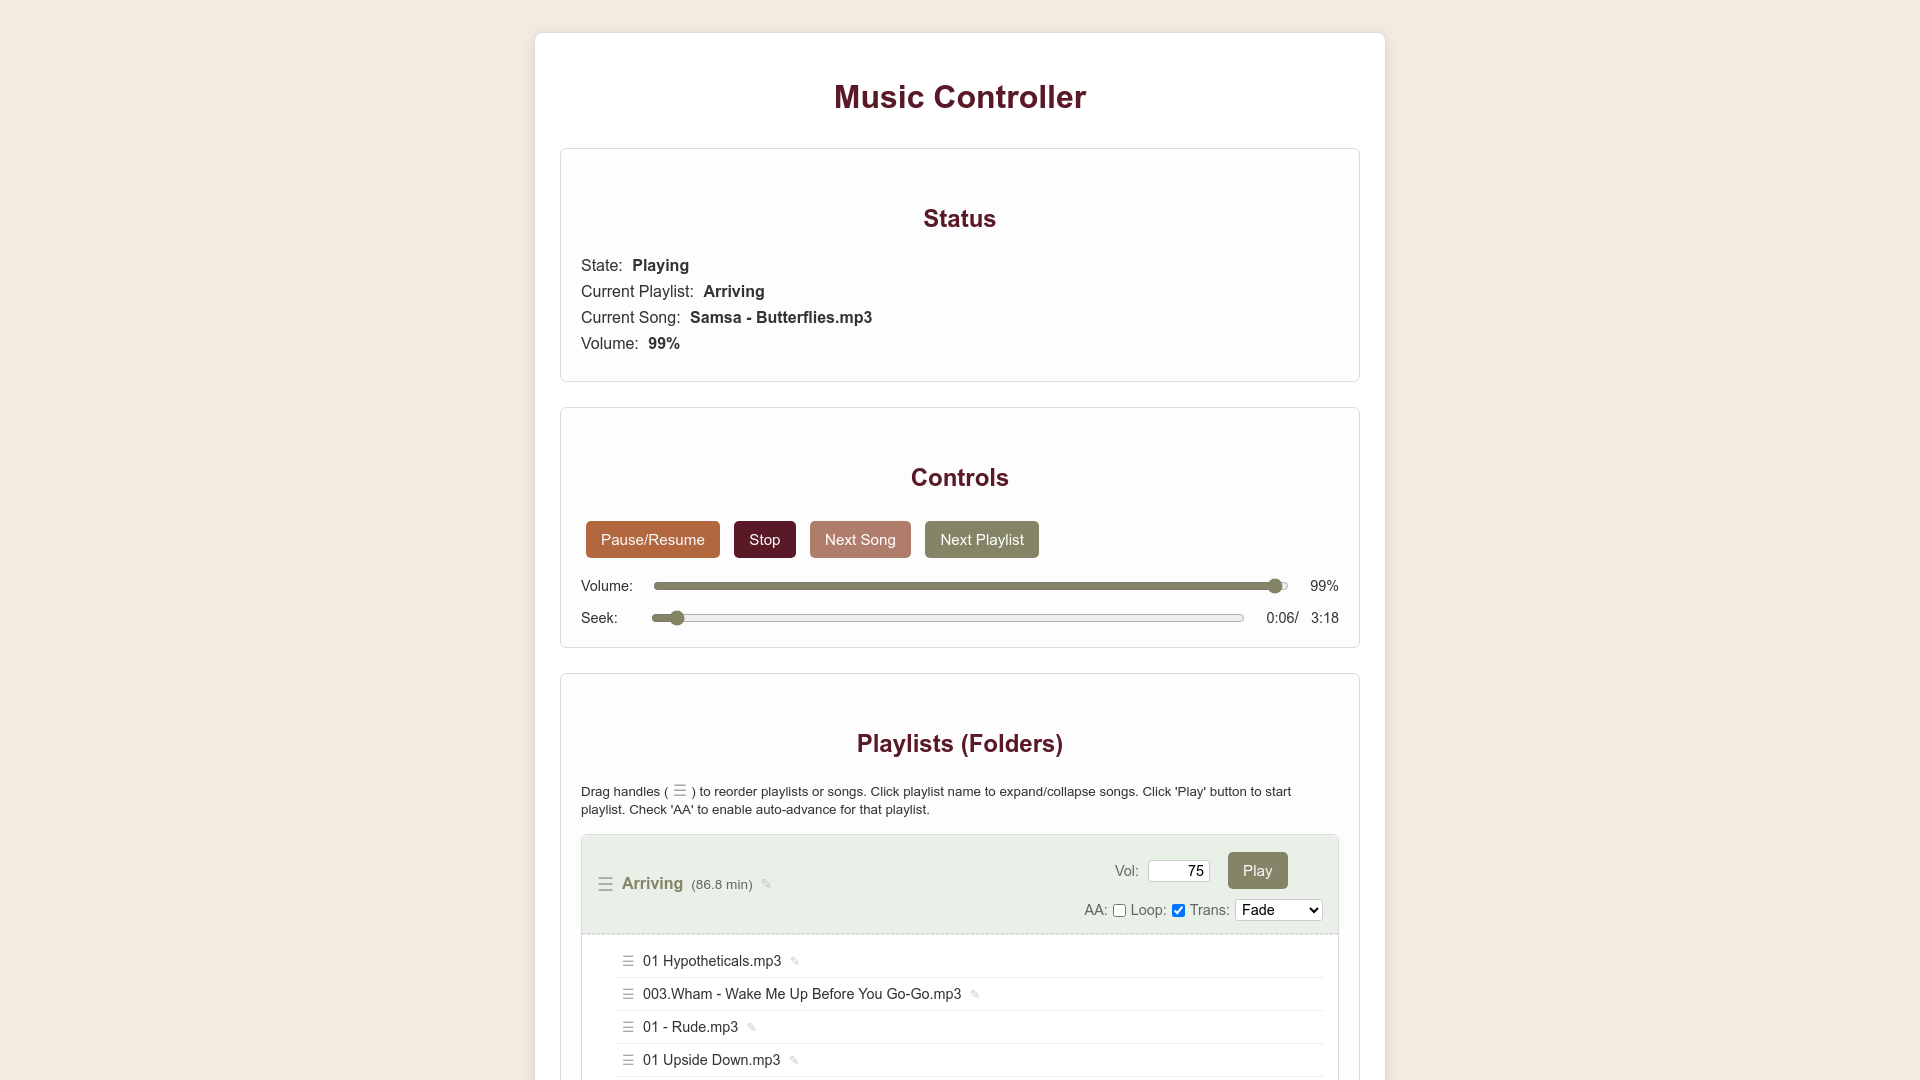 Music Controller
Status
State: Playing
Current Playlist: Arriving
Current Song: Samsa - Butterflies.mp3
Volume: 99%
Controls
Pause/Resume Stop Next Song Next Playlist
Volume: 99%
Seek: 0:06/ 3:18
Playlists (Folders)
Drag handles ( ☰ ) to reorder playlists or songs. Click playlist name to expand/collapse songs. Click 'Play' button to start
playlist. Check 'AA' to enable auto-advance for that playlist.
☰ Arriving (86.8 min) ✎ Vol: 75 Play
AA: Loop: Trans: Fade
☰ 01 Hypotheticals.mp3 ✎
☰ 003.Wham - Wake Me Up Before You Go-Go.mp3 ✎
☰ 01 - Rude.mp3 ✎
☰ 01 Upside Down.mp3 ✎